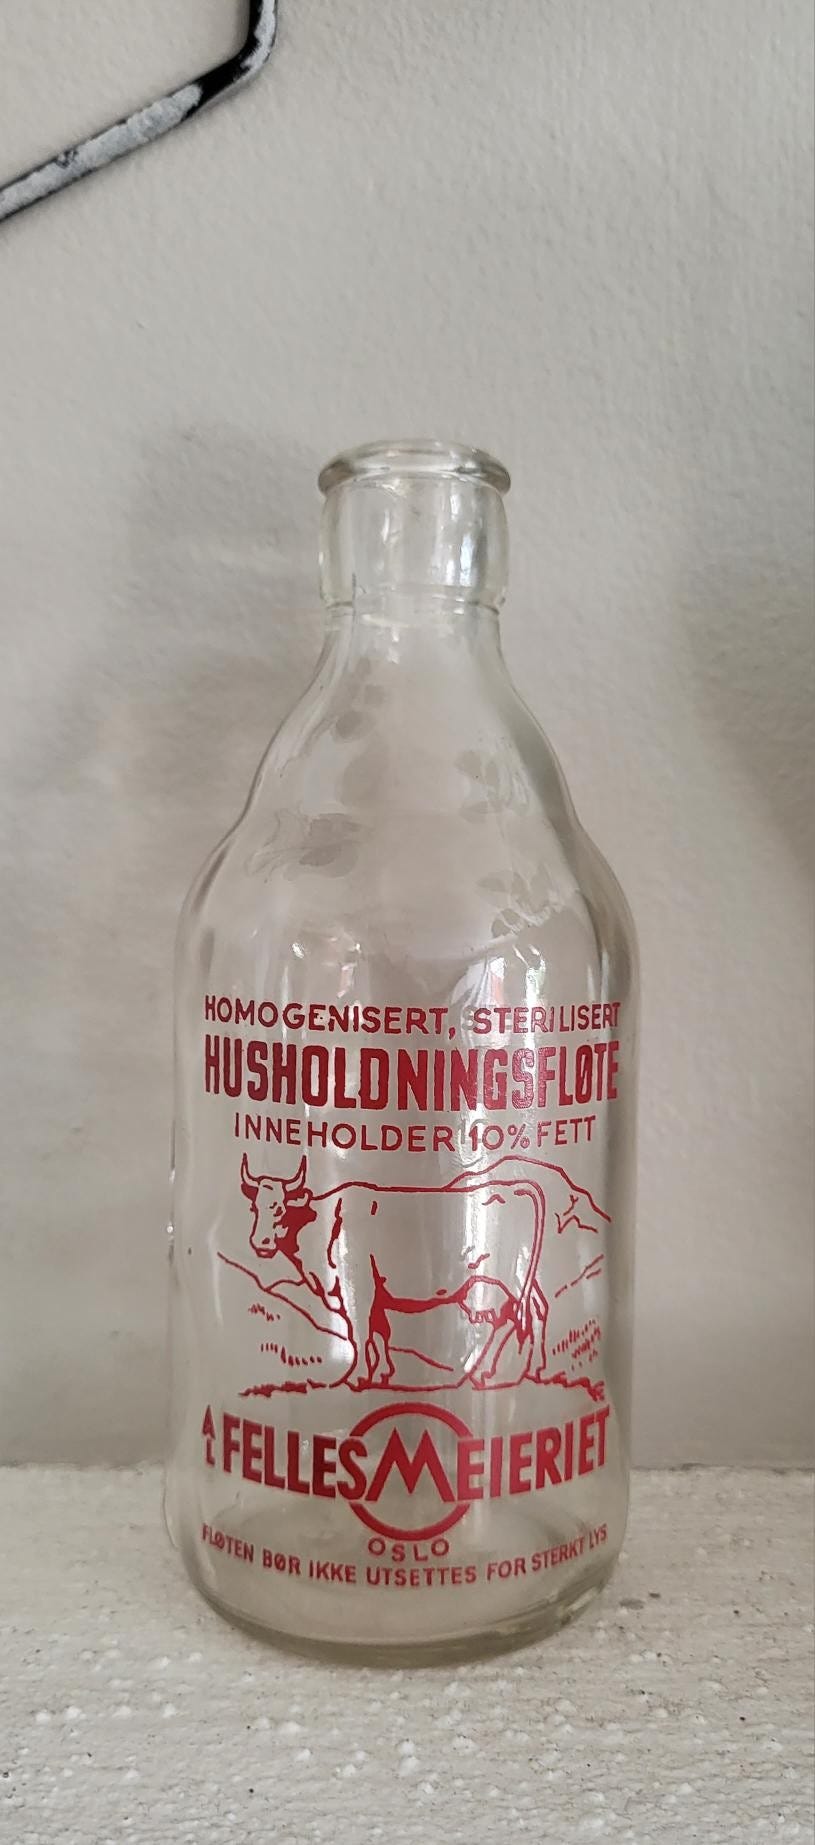 HOMOGENISERT, STERILISERT
HUSHOLDNINGSFLØTE
INNEHOLDER 10% FETT
A/L FELLESMEIERIET
OSLO
FLØTEN BØR IKKE UTSETTES FOR STERKT LYS